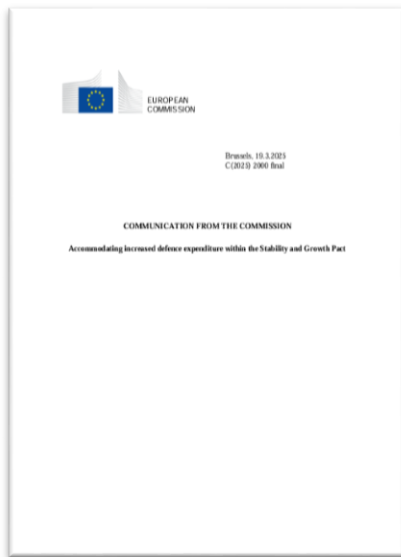 EUROPEAN
COMMISSION
Brussels, 19.3.2025
C(2025) 2000 final
COMMUNICATION FROM THE COMMISSION
Accommodating increased defence expenditure within the Stability and Growth Pact